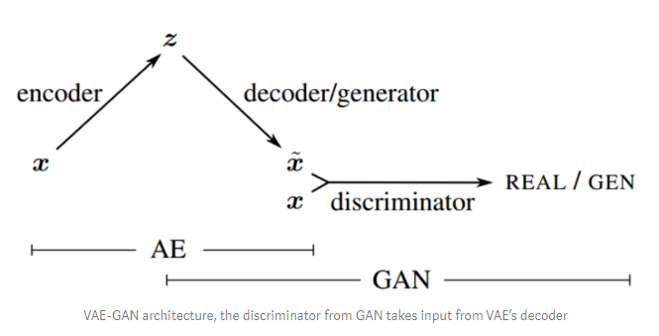 z
encoder
decoder/generator
x
x̃
x
discriminator
REAL / GEN
AE
GAN
VAE-GAN architecture, the discriminator from GAN takes input from VAE's decoder